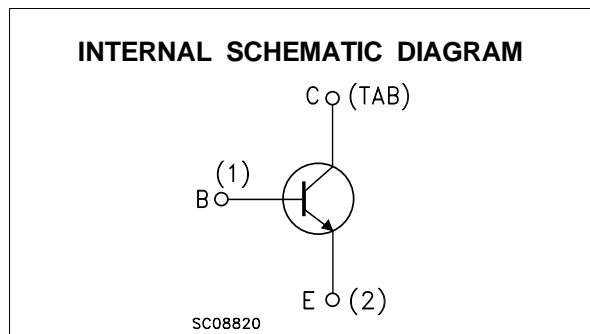 INTERNAL SCHEMATIC DIAGRAM
C (TAB)
(1)
B
E (2)
SC08820